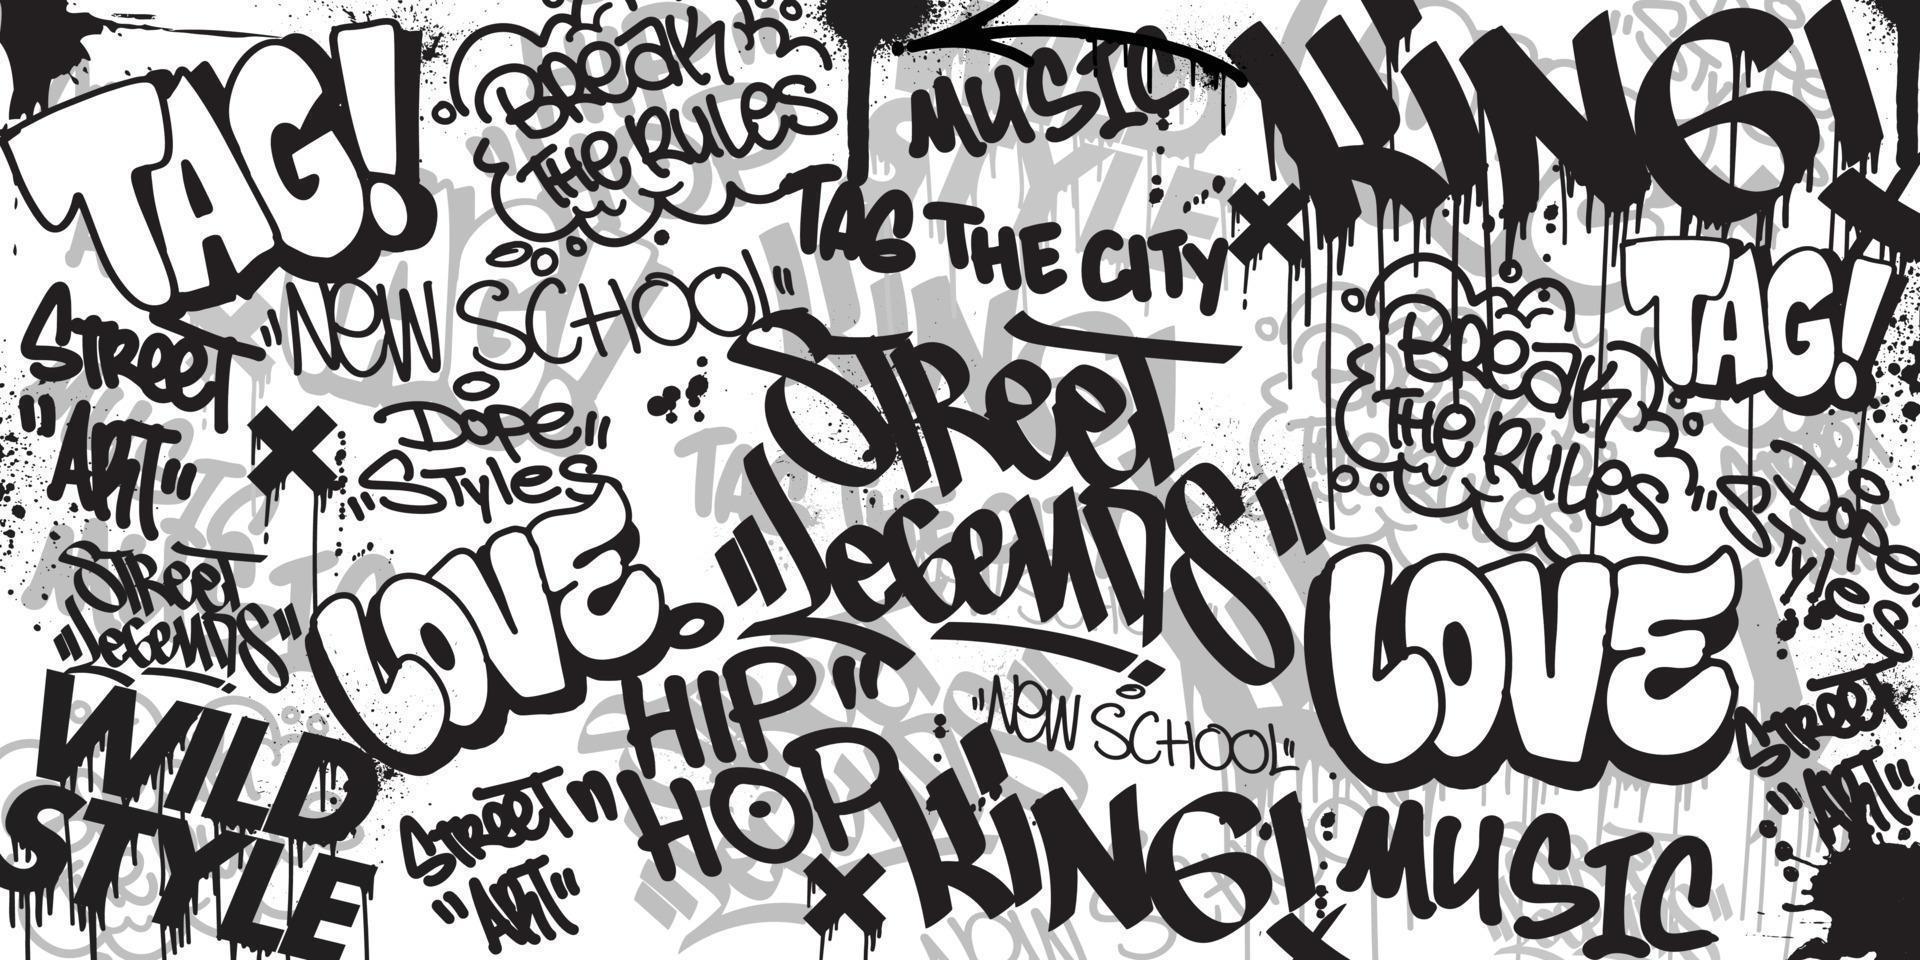 TAG!
BReak
THe RULeS
MUSIC
KING!
TAG THE CITY
"NeW SCHOOL"
STReeT
"ART"
DOPe
"STyleS"
STReeT
"LeGeNDS"
BReak
THe RULeS
TAG!
DOPe
"STyleS"
STReeT
"LeGeNDS"
LOVE
LOVE
WILD
STYLE
HIP
"HOP"
"NeW SCHOOL"
STReeT
"ART"
KING!
MUSIC
STReeT
"ART"